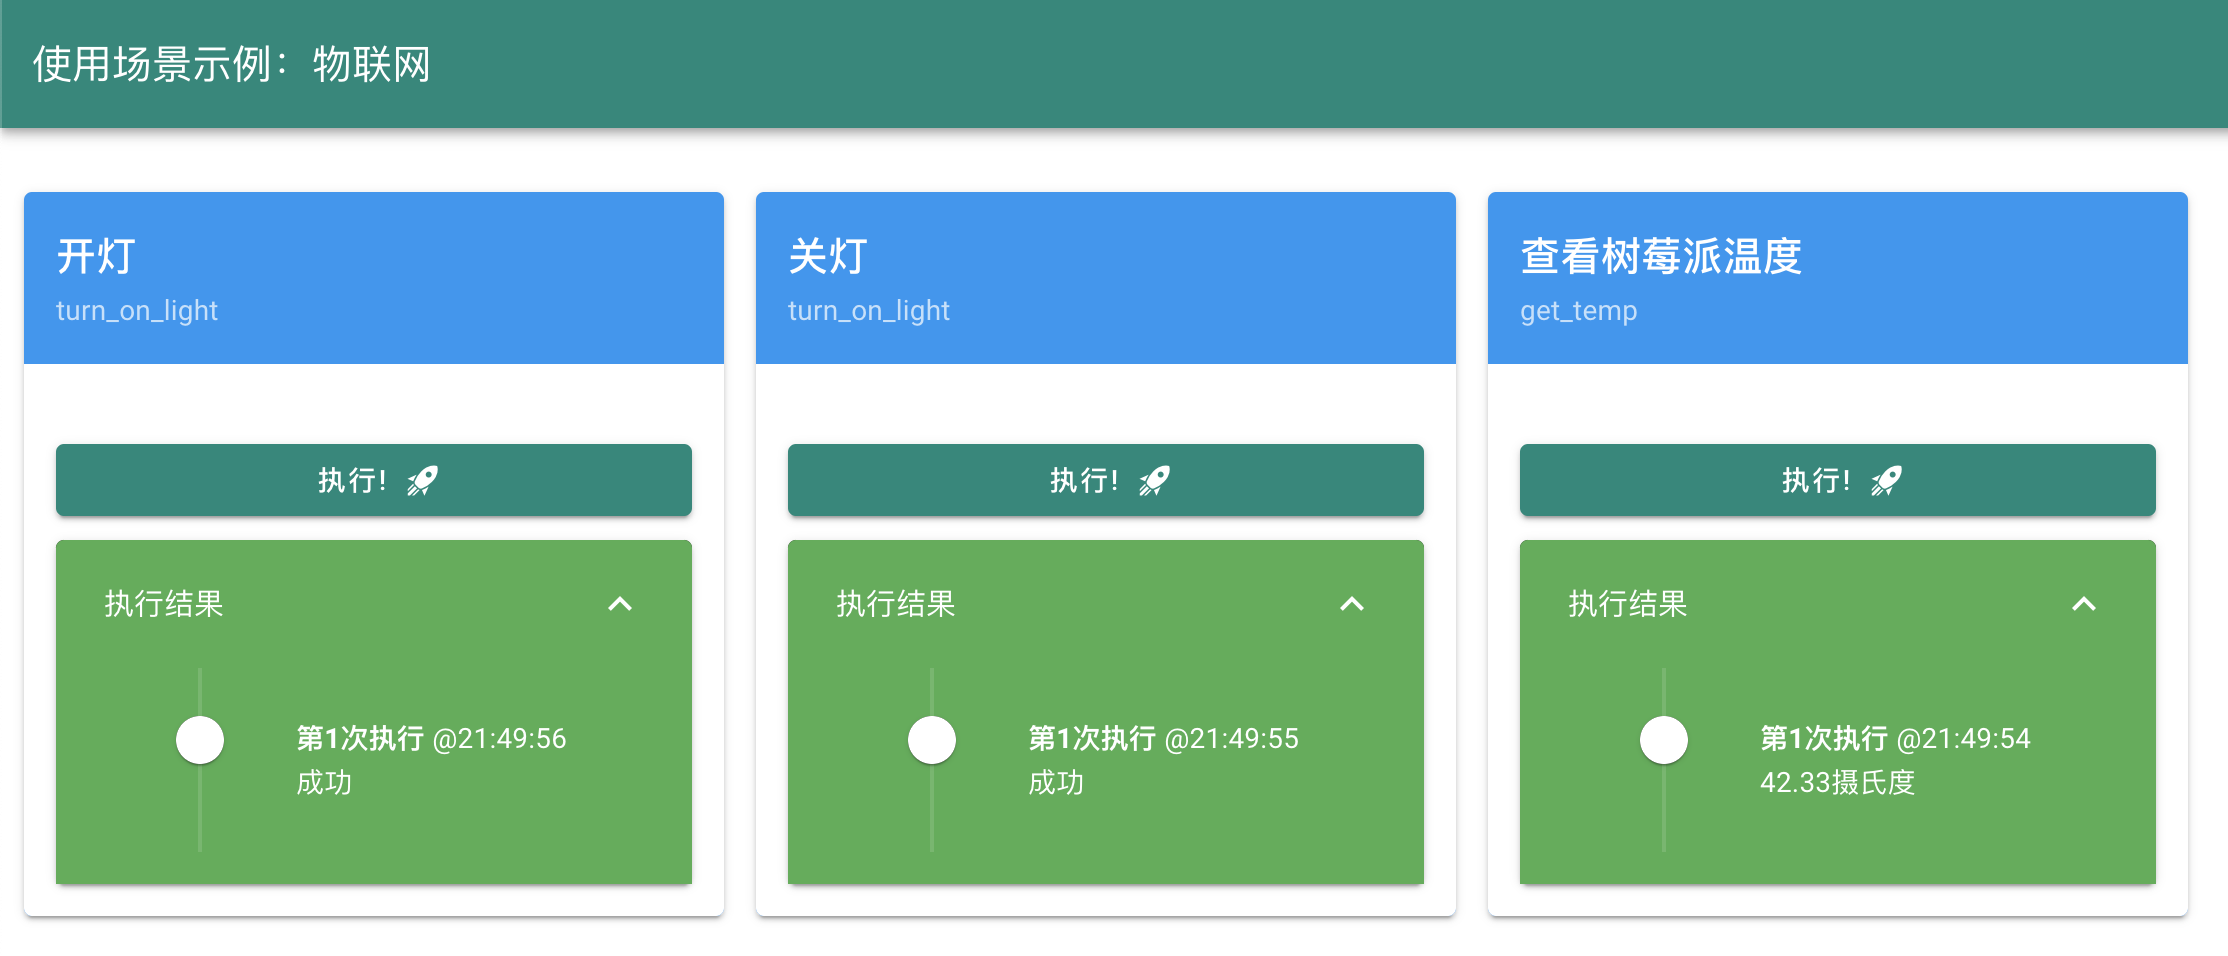 使用场景示例：物联网
开灯
turn_on_light
执行!
执行结果
第1次执行 @21:49:56
成功
关灯
turn_on_light
执行!
执行结果
第1次执行 @21:49:55
成功
查看树莓派温度
get_temp
执行!
执行结果
第1次执行 @21:49:54
42.33摄氏度